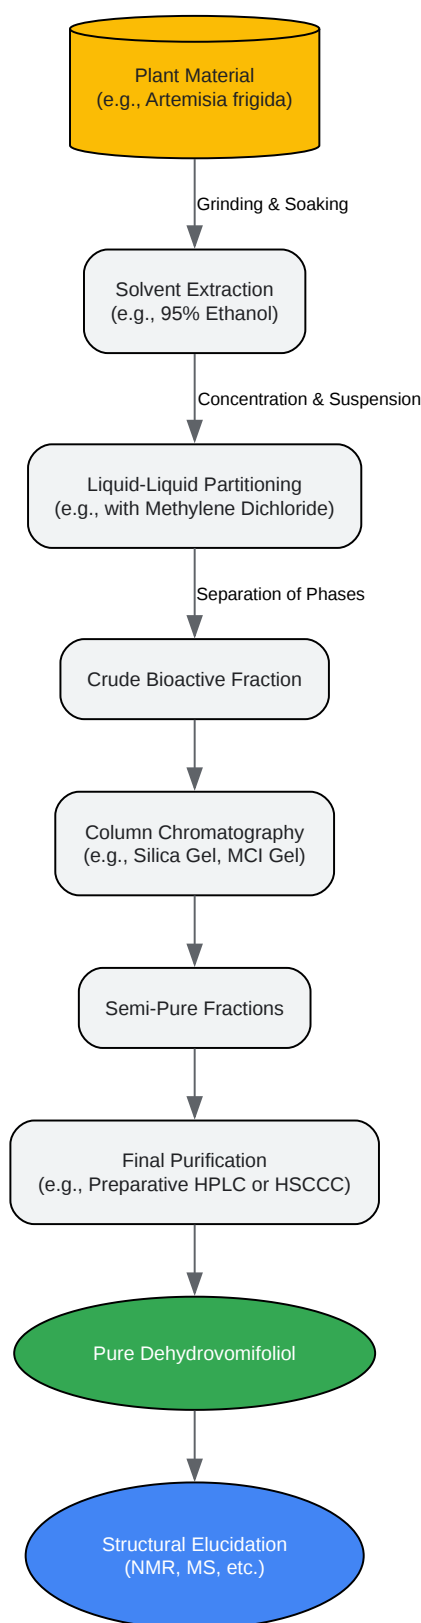 Plant Material
(e.g., Artemisia frigida)
Grinding & Soaking
Solvent Extraction
(e.g., 95% Ethanol)
Concentration & Suspension
Liquid-Liquid Partitioning
(e.g., with Methylene Dichloride)
Separation of Phases
Crude Bioactive Fraction
Column Chromatography
(e.g., Silica Gel, MCI Gel)
Semi-Pure Fractions
Final Purification
(e.g., Preparative HPLC or HSCCC)
Pure Dehydrovomifoliol
Structural Elucidation
(NMR, MS, etc.)